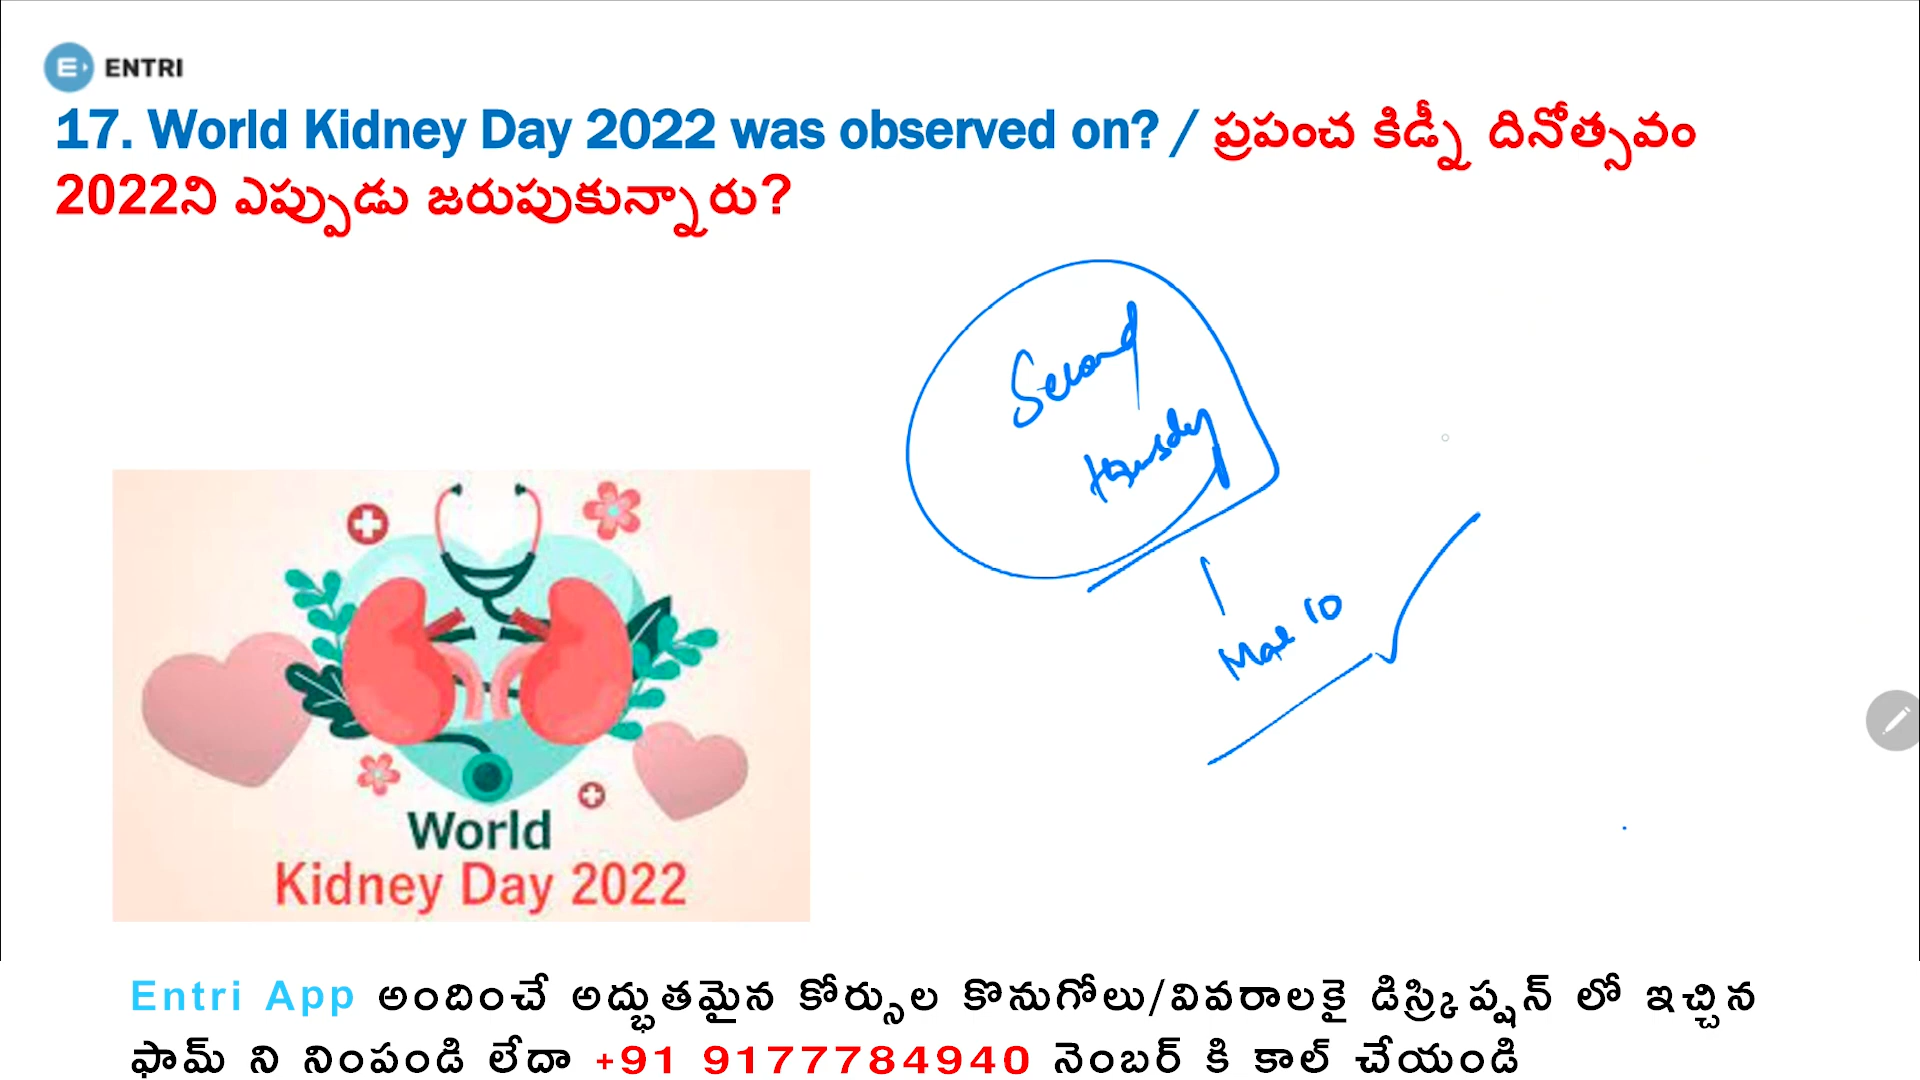 ENTRI
17. World Kidney Day 2022 was observed on? / ప్రపంచ కిడ్నీ దినోత్సవం
2022ని ఎప్పుడు జరుపుకున్నారు?
Second
thursday
Mar 10
World
Kidney Day 2022
Entri App అందించే అద్భుతమైన కోర్సుల కొనుగోలు/వివరాలకై డిస్క్రిప్షన్ లో ఇచ్చిన
ఫామ్ ని నింపండి లేదా +91 9177784940 నెంబర్ కి కాల్ చేయండి